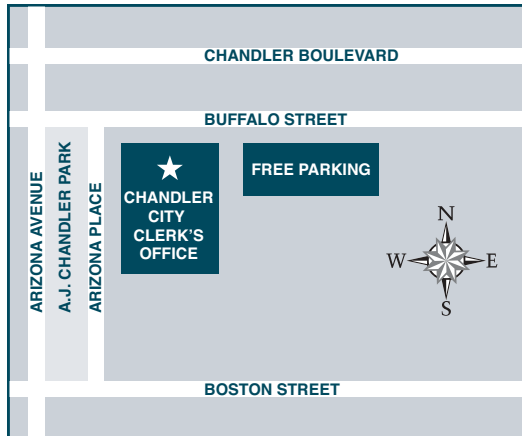 CHANDLER BOULEVARD
BUFFALO STREET
ARIZONA AVENUE
A.J. CHANDLER PARK
ARIZONA PLACE
CHANDLER
CITY
CLERK'S
OFFICE
FREE PARKING
N
W
E
S
BOSTON STREET